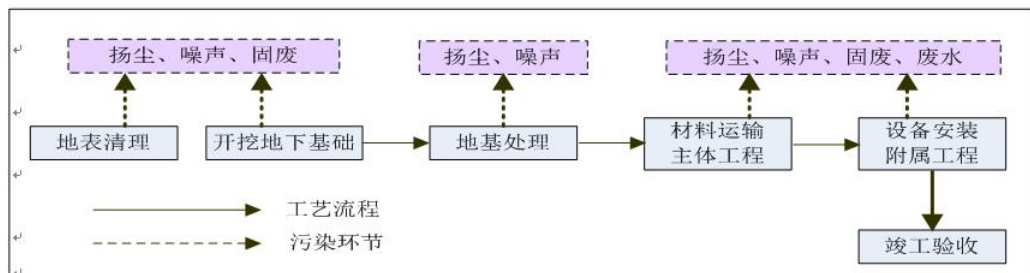 扬尘、噪声、固废
扬尘、噪声
扬尘、噪声、固废、废水
地表清理
开挖地下基础
地基处理
材料运输
主体工程
设备安装
附属工程
工艺流程
污染环节
竣工验收